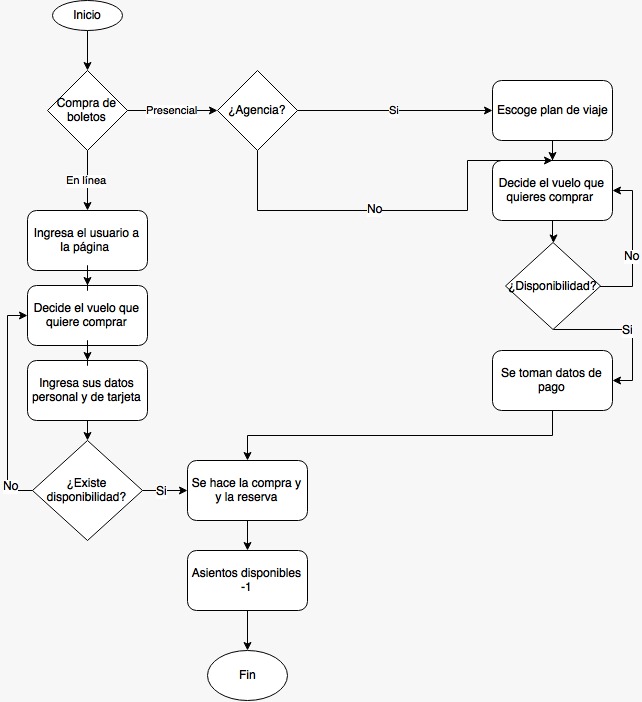 Inicio
Compra de
boletos
Presencial
¿Agencia?
Si
Escoge plan de viaje
No
Decide el vuelo que
quieres comprar
¿Disponibilidad?
No
Si
Se toman datos de
pago
En línea
Ingresa el usuario a
la página
Decide el vuelo que
quiere comprar
Ingresa sus datos
personal y de tarjeta
¿Existe
disponibilidad?
No
Si
Se hace la compra y
y la reserva
Asientos disponibles
-1
Fin